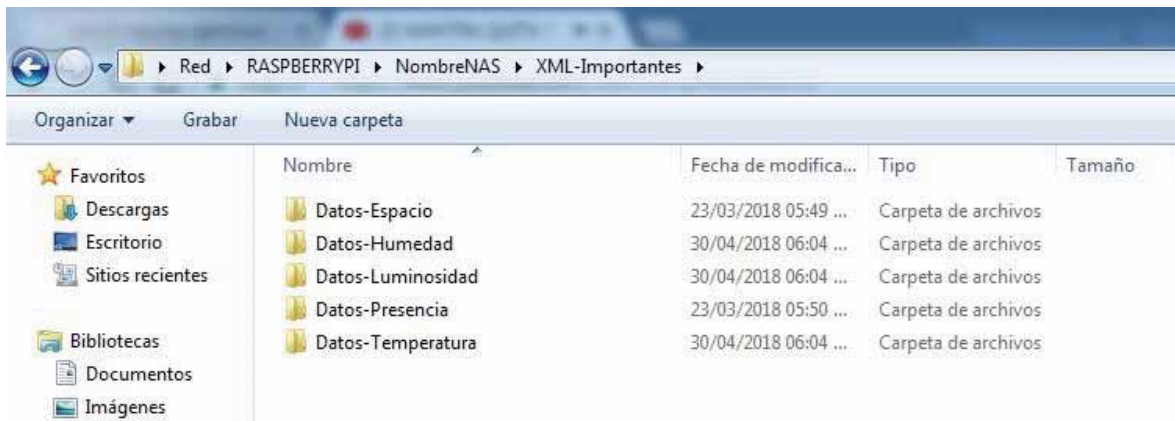 Red RASPBERRYPI NombreNAS XML-Importantes
Organizar Grabar Nueva carpeta
Favoritos
Descargas
Escritorio
Sitios recientes
Bibliotecas
Documentos
Imágenes
Nombre Fecha de modifica... Tipo Tamaño
Datos-Espacio 23/03/2018 05:49 ... Carpeta de archivos
Datos-Humedad 30/04/2018 06:04 ... Carpeta de archivos
Datos-Luminosidad 30/04/2018 06:04 ... Carpeta de archivos
Datos-Presencia 23/03/2018 05:50 ... Carpeta de archivos
Datos-Temperatura 30/04/2018 06:04 ... Carpeta de archivos